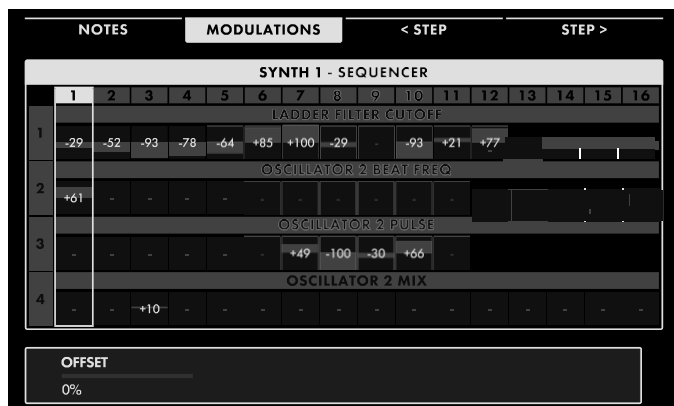 NOTES MODULATIONS < STEP STEP >
SYNTH 1 - SEQUENCER
1 2 3 4 5 6 7 8 9 10 11 12 13 14 15 16
LADDER FILTER CUTOFF
1 -29 -52 -93 -78 -64 +85 +100 -29 - -93 +21 +77
OSCILLATOR 2 BEAT FREQ
2 +61 - - - - - - - - - -
OSCILLATOR 2 PULSE
3 - - - - - - +49 -100 -30 +66 -
OSCILLATOR 2 MIX
4 - - +10 - - - - - - - - - - - - -
OFFSET
0%